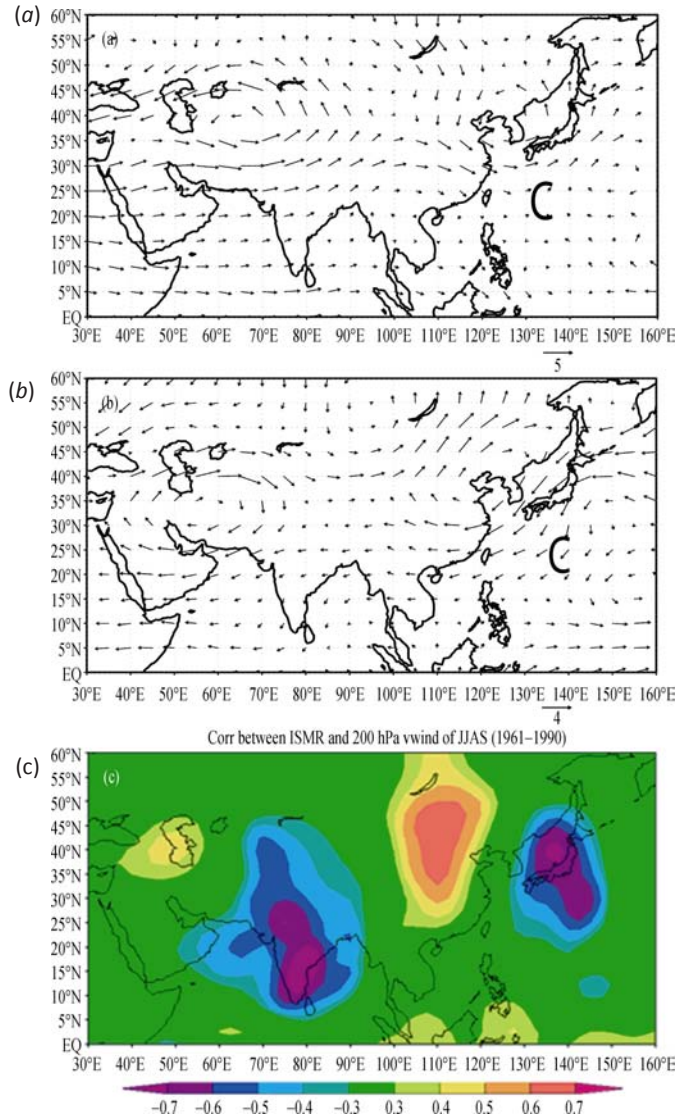 (a)
(a)
60°N
55°N
50°N
45°N
40°N
35°N
30°N
25°N
20°N
15°N
10°N
5°N
EQ
30°E 40°E 50°E 60°E 70°E 80°E 90°E 100°E 110°E 120°E 130°E 140°E 150°E 160°E
C
5
(b)
(b)
60°N
55°N
50°N
45°N
40°N
35°N
30°N
25°N
20°N
15°N
10°N
5°N
EQ
30°E 40°E 50°E 60°E 70°E 80°E 90°E 100°E 110°E 120°E 130°E 140°E 150°E 160°E
C
4
Corr between ISMR and 200 hPa vwind of JJAS (1961–1990)
(c)
(c)
60°N
55°N
50°N
45°N
40°N
35°N
30°N
25°N
20°N
15°N
10°N
5°N
EQ
30°E 40°E 50°E 60°E 70°E 80°E 90°E 100°E 110°E 120°E 130°E 140°E 150°E 160°E
−0.7 −0.6 −0.5 −0.4 −0.3 0.3 0.4 0.5 0.6 0.7